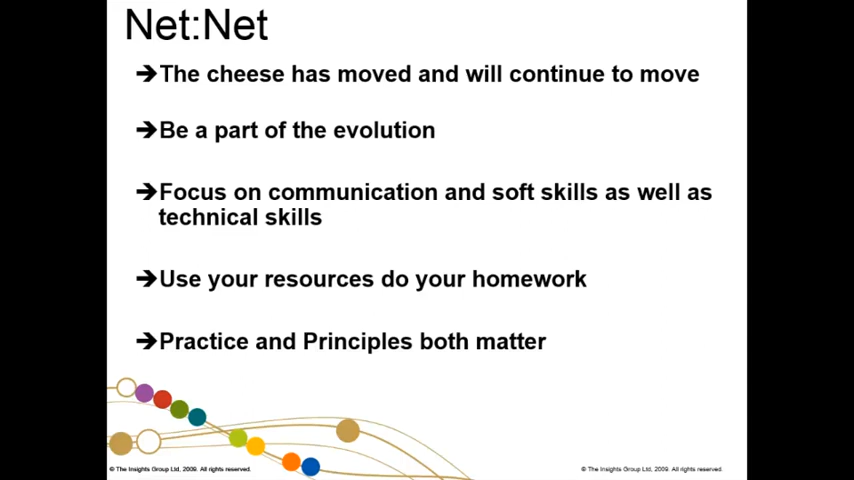 Net:Net
➔The cheese has moved and will continue to move
➔Be a part of the evolution
➔Focus on communication and soft skills as well as
technical skills
➔Use your resources do your homework
➔Practice and Principles both matter
© The Insights Group Ltd, 2009. All rights reserved.
© The Insights Group Ltd, 2009. All rights reserved.